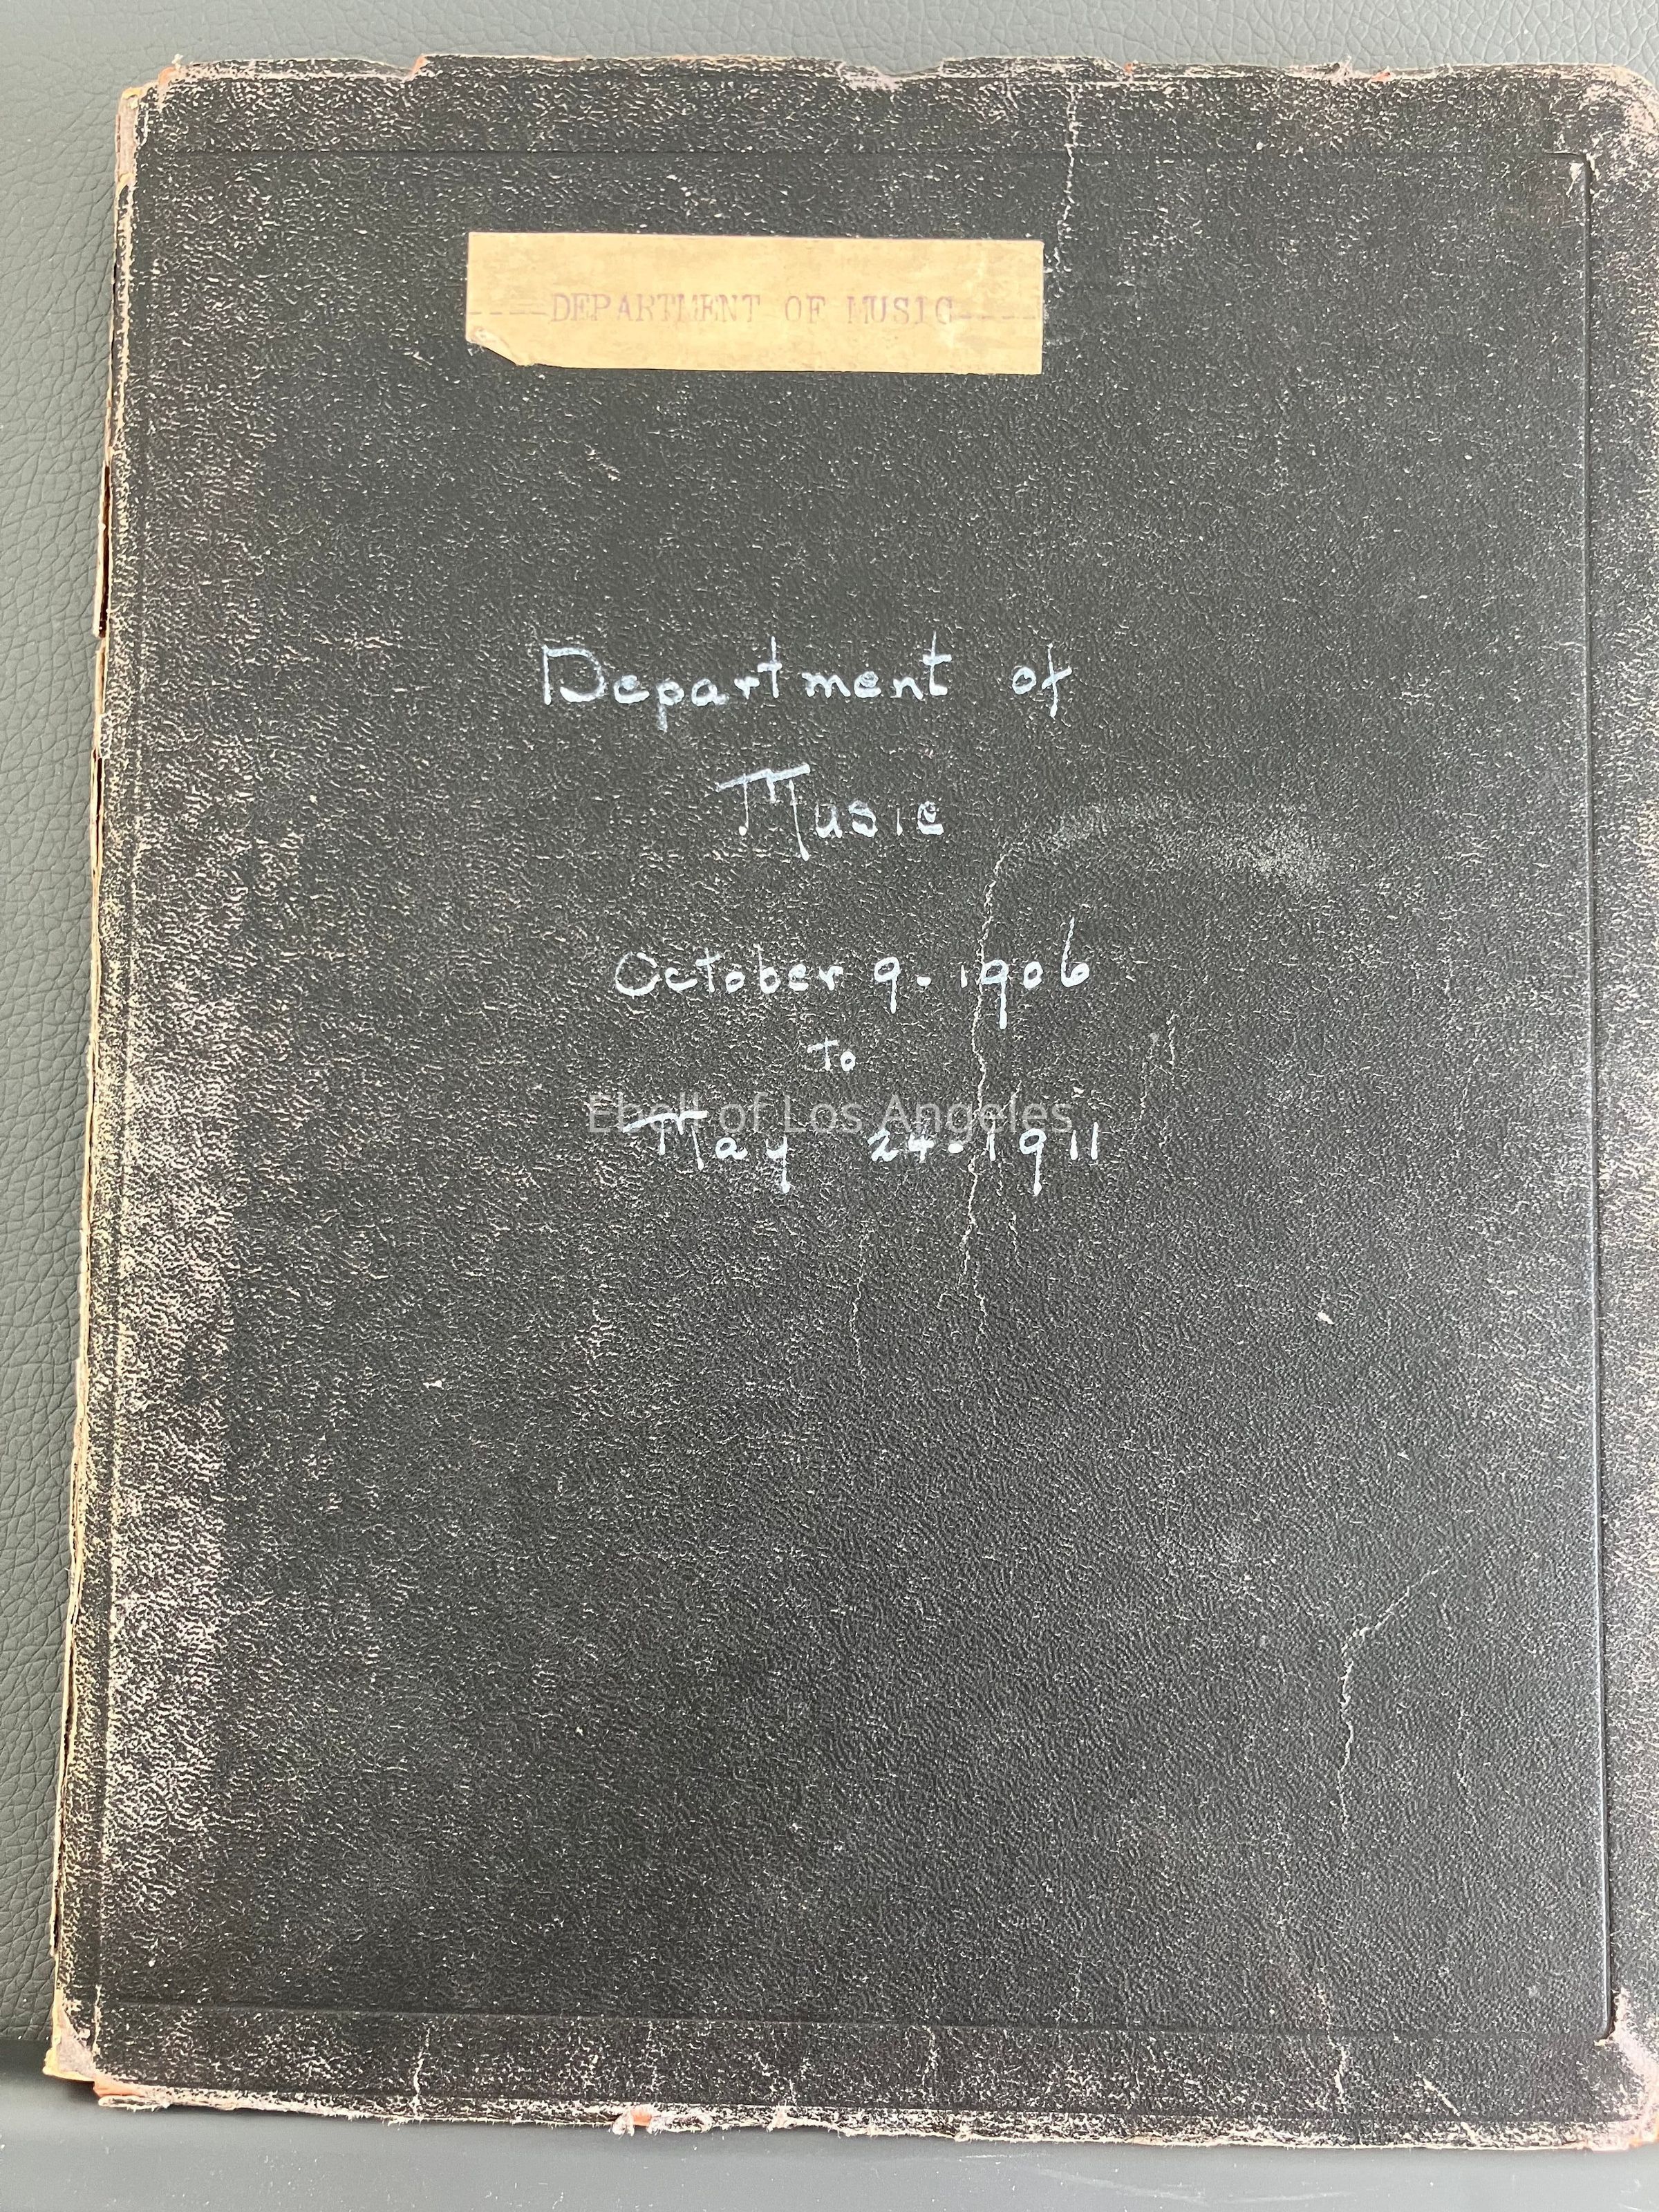 ----DEPARTMENT OF MUSIC----
Department of
Music
October 9. 1906
To
Ebell of Los Angeles
May 24. 1911